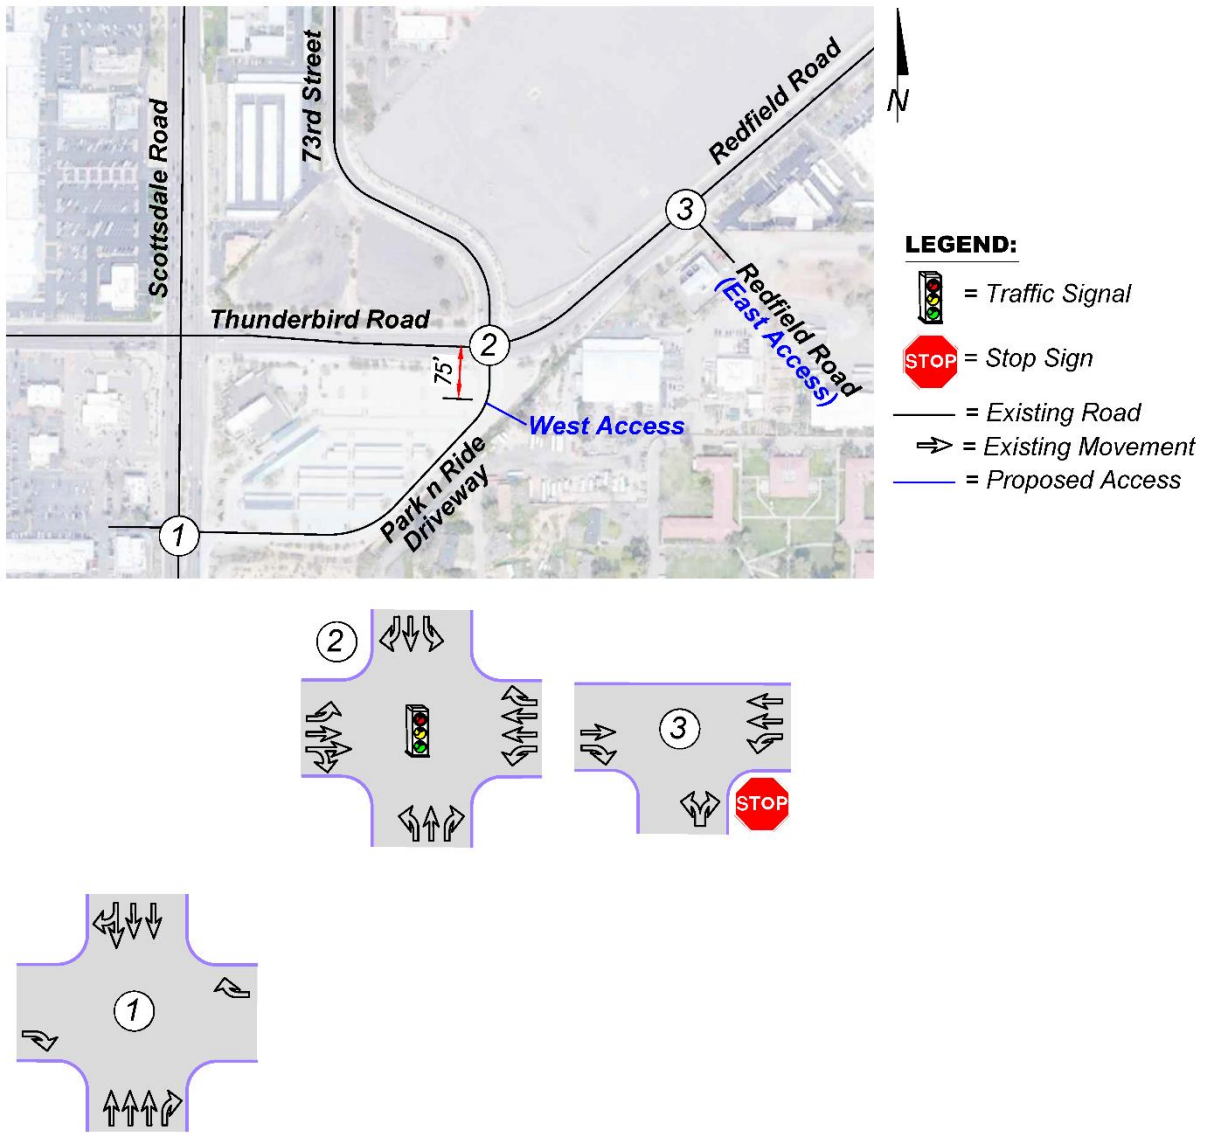 73rd Street
Scottsdale Road
Redfield Road
N
3
Thunderbird Road
2
75'
Redfield Road
(East Access)
West Access
Park n Ride
Driveway
1
LEGEND:
= Traffic Signal
STOP
= Stop Sign
= Existing Road
= Existing Movement
= Proposed Access
2
3
STOP
1